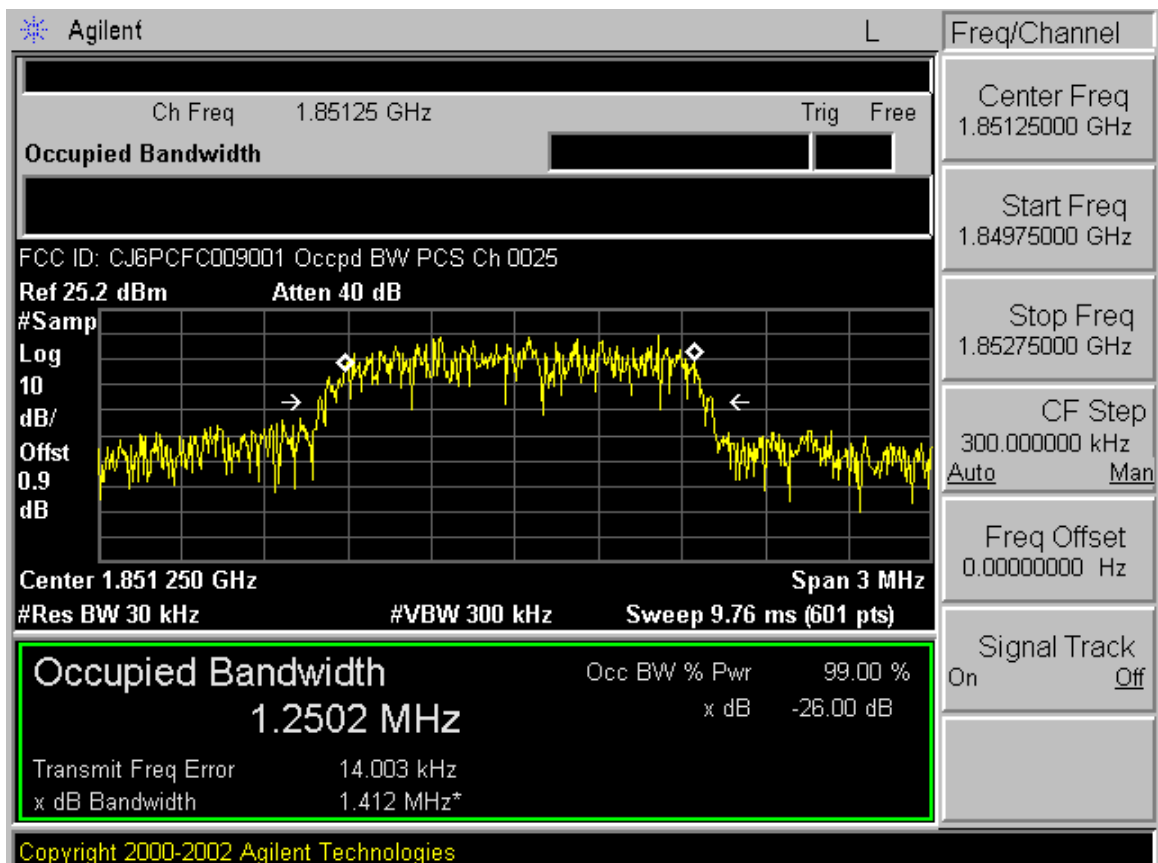 Agilent L
Freq/Channel
Ch Freq 1.85125 GHz Trig Free
Occupied Bandwidth
FCC ID: CJ6PCFC009001 Occpd BW PCS Ch 0025
Ref 25.2 dBm Atten 40 dB
#Samp
Log
10
dB/
Offst
0.9
dB
Center 1.851 250 GHz Span 3 MHz
#Res BW 30 kHz #VBW 300 kHz Sweep 9.76 ms (601 pts)
Occupied Bandwidth
1.2502 MHz
Occ BW % Pwr 99.00 %
x dB -26.00 dB
Transmit Freq Error 14.003 kHz
x dB Bandwidth 1.412 MHz*
Center Freq
1.85125000 GHz
Start Freq
1.84975000 GHz
Stop Freq
1.85275000 GHz
CF Step
300.000000 kHz
Auto Man
Freq Offset
0.00000000 Hz
Signal Track
On Off
Copyright 2000-2002 Agilent Technologies